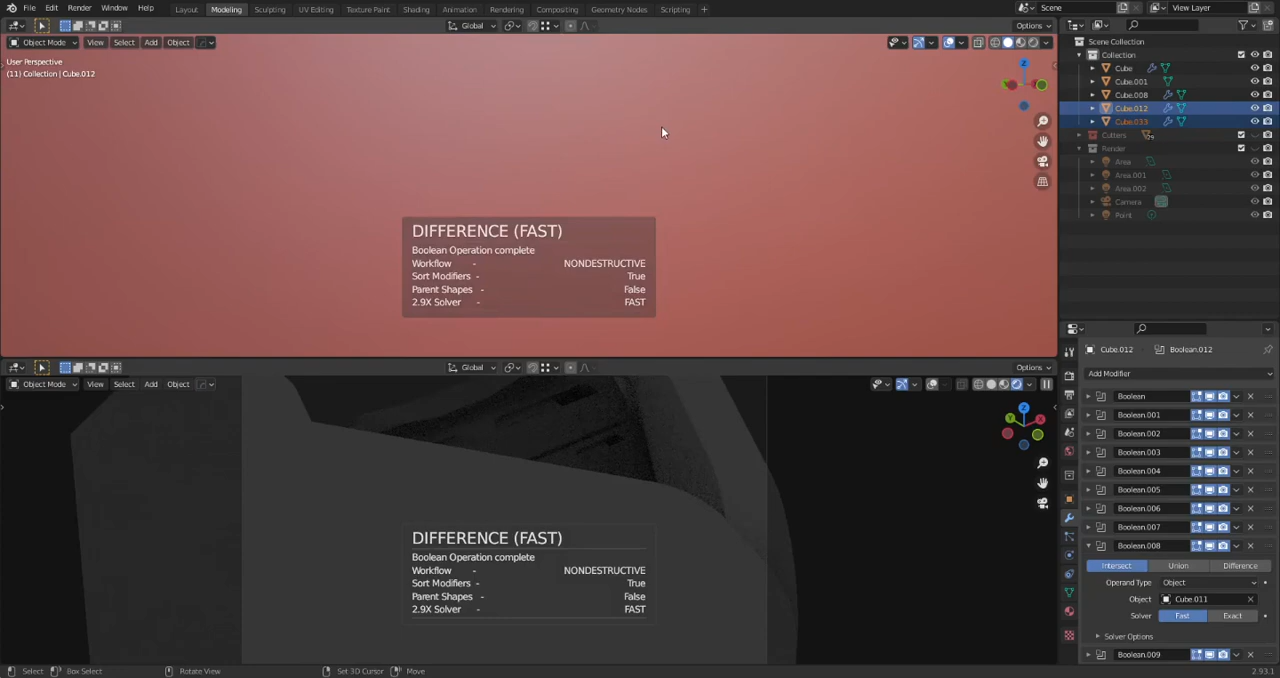 File Edit Render Window Help Layout Modeling Sculpting UV Editing Texture Paint Shading Animation Rendering Compositing Geometry Nodes Scripting + Scene View Layer
Global Options
Object Mode View Select Add Object
User Perspective
(11) Collection | Cube.012
Z
DIFFERENCE (FAST)
Boolean Operation complete
Workflow - NONDESTRUCTIVE
Sort Modifiers - True
Parent Shapes - False
2.9X Solver - FAST
Global Options
Object Mode View Select Add Object
Z
Y X
DIFFERENCE (FAST)
Boolean Operation complete
Workflow - NONDESTRUCTIVE
Sort Modifiers - True
Parent Shapes - False
2.9X Solver - FAST
Scene Collection
Collection
Cube
Cube.001
Cube.008
Cube.012
Cube.033
Cutters 29
Render
Area
Area.001
Area.002
Camera
Point
Cube.012 Boolean.012
Add Modifier
Boolean
Boolean.001
Boolean.002
Boolean.003
Boolean.004
Boolean.005
Boolean.006
Boolean.007
Boolean.008
Intersect Union Difference
Operand Type Object
Object Cube.011
Solver Fast Exact
Solver Options
Boolean.009
Select Box Select Rotate View Set 3D Cursor Move 2.93.1